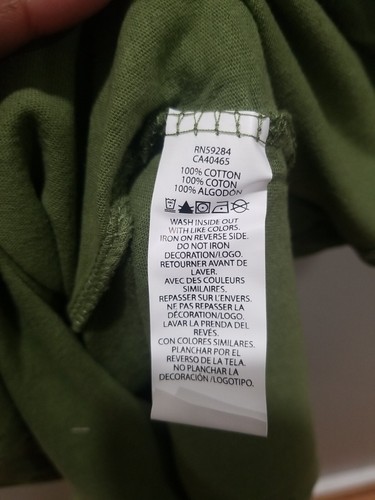 RN59284
CA40465
100% COTTON
100% COTON
100% ALGODÓN
WASH INSIDE OUT
WITH LIKE COLORS.
IRON ON REVERSE SIDE.
DO NOT IRON
DECORATION/LOGO.
RETOURNER AVANT DE
LAVER.
AVEC DES COULEURS
SIMILAIRES.
REPASSER SUR L'ENVERS.
NE PAS REPASSER LA
DÉCORATION/LOGO.
LAVAR LA PRENDA DEL
REVÉS.
CON COLORES SIMILARES.
PLANCHAR POR EL
REVERSO DE LA TELA.
NO PLANCHAR LA
DECORACIÓN/LOGOTIPO.